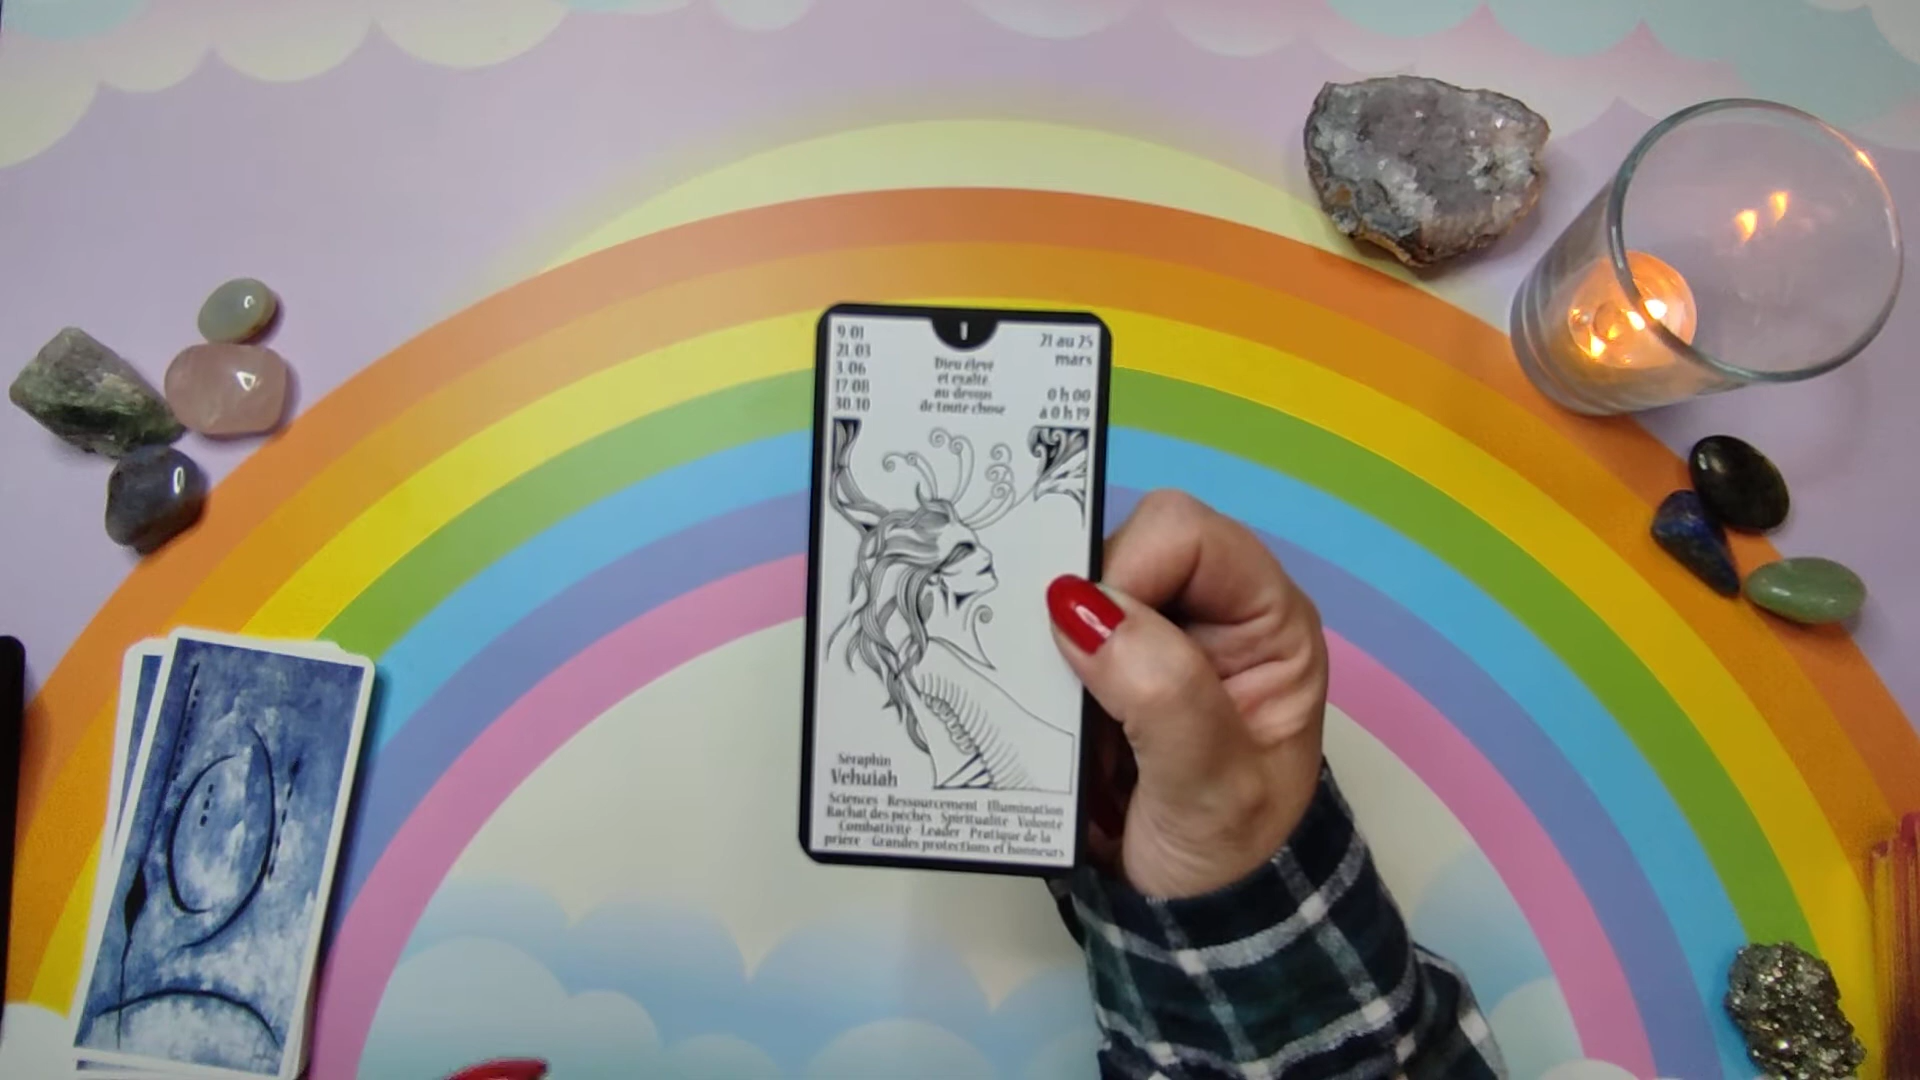 1
9.01
21.03
3.06
17.08
30.10
Dieu élevé
et exalté
au-dessus
de toute chose
21 au 25
mars
0 h 00
à 0 h 19
Séraphin
Vehuiah
Sciences Ressourcement Illumination
Rachat des péchés Spiritualité Volonté
Combativité Leader Pratique de la
prière Grandes protections et honneurs